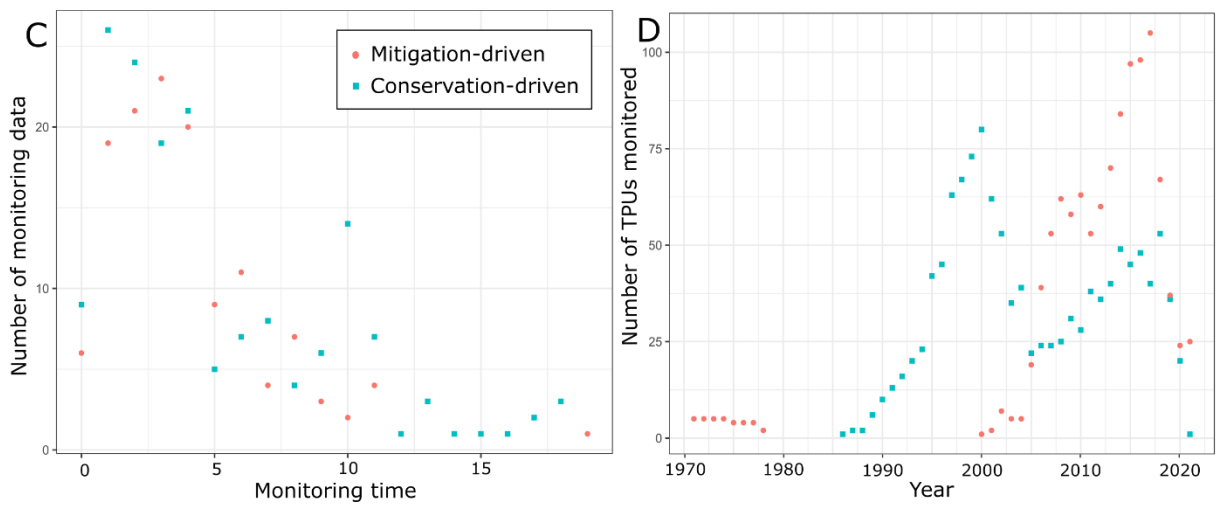 C
Mitigation-driven
Conservation-driven
Number of monitoring data
20
10
0
0 5 10 15
Monitoring time
D
Number of TPUs monitored
100
75
50
25
0
1970 1980 1990 2000 2010 2020
Year